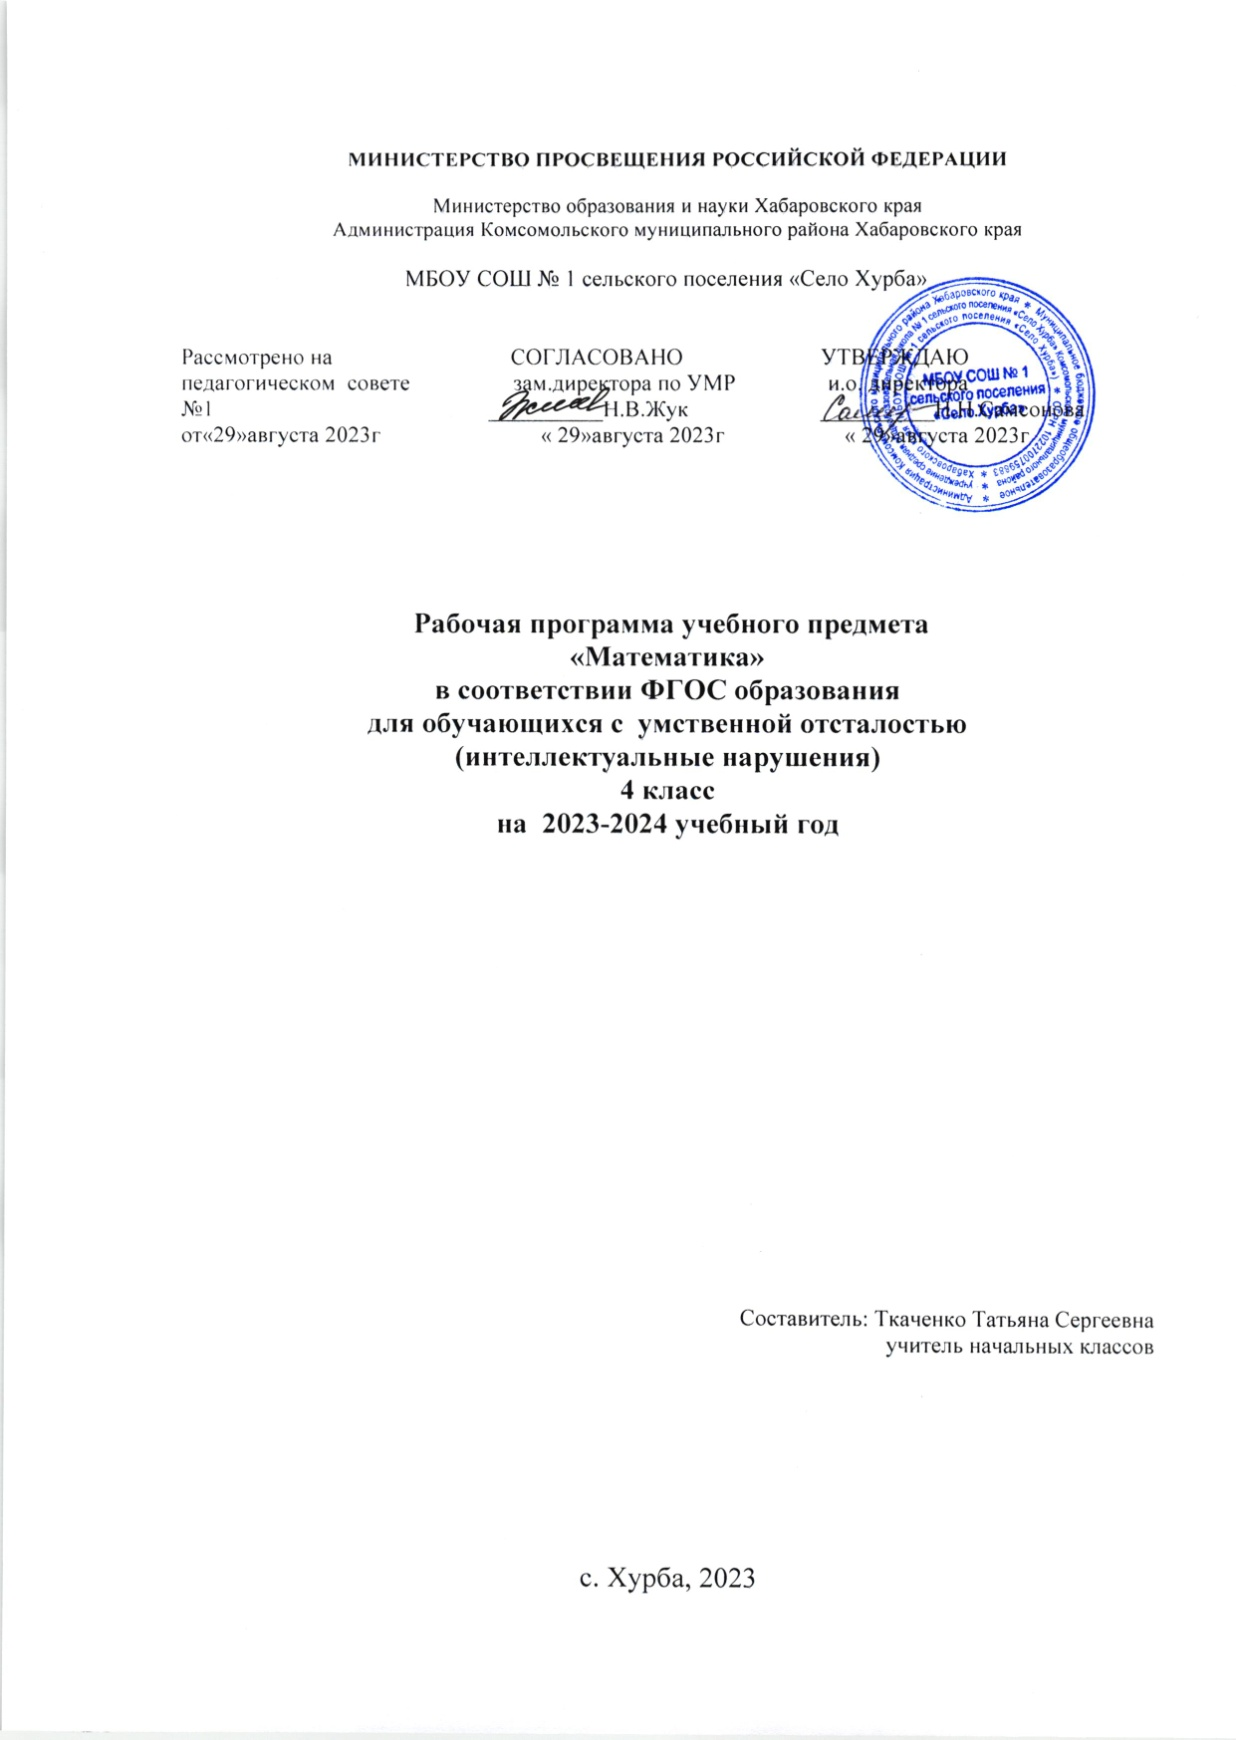 МИНИСТЕРСТВО ПРОСВЕЩЕНИЯ РОССИЙСКОЙ ФЕДЕРАЦИИ
Министерство образования и науки Хабаровского края
Администрация Комсомольского муниципального района Хабаровского края
МБОУ СОШ № 1 сельского поселения «Село Хурба»
Рассмотрено на СОГЛАСОВАНО УТВЕРЖДАЮ
педагогическом совете зам.директора по УМР и.о. директора
№1 Н.В.Жук Самсонова
от«29»августа 2023г « 29»августа 2023г « 29»августа 2023г
МБОУ СОШ № 1
сельского поселения
«Село Хурба»
Рабочая программа учебного предмета
«Математика»
в соответствии ФГОС образования
для обучающихся с умственной отсталостью
(интеллектуальные нарушения)
4 класс
на 2023-2024 учебный год
Составитель: Ткаченко Татьяна Сергеевна
учитель начальных классов
с. Хурба, 2023